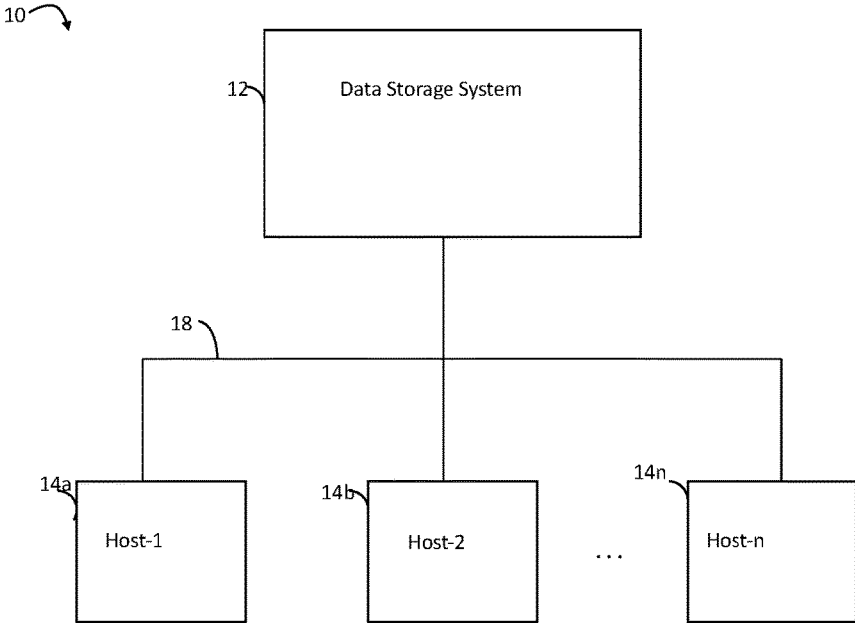 10
12
Data Storage System
18
14a
14b
14n
Host-1
Host-2
...
Host-n